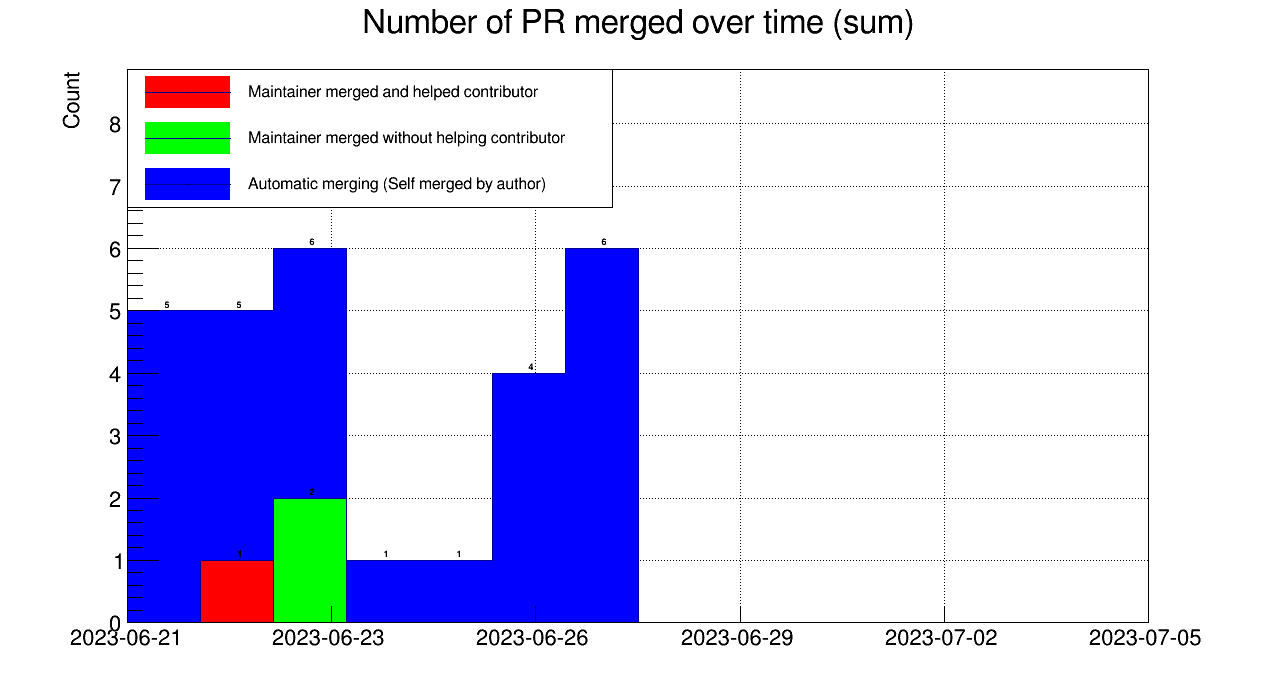 Number of PR merged over time (sum)
Count
Maintainer merged and helped contributor
Maintainer merged without helping contributor
Automatic merging (Self merged by author)
8
7
6
5
4
3
2
1
0
6 6
5 5
4
2
1 1 1
2023-06-21 2023-06-23 2023-06-26 2023-06-29 2023-07-02 2023-07-05